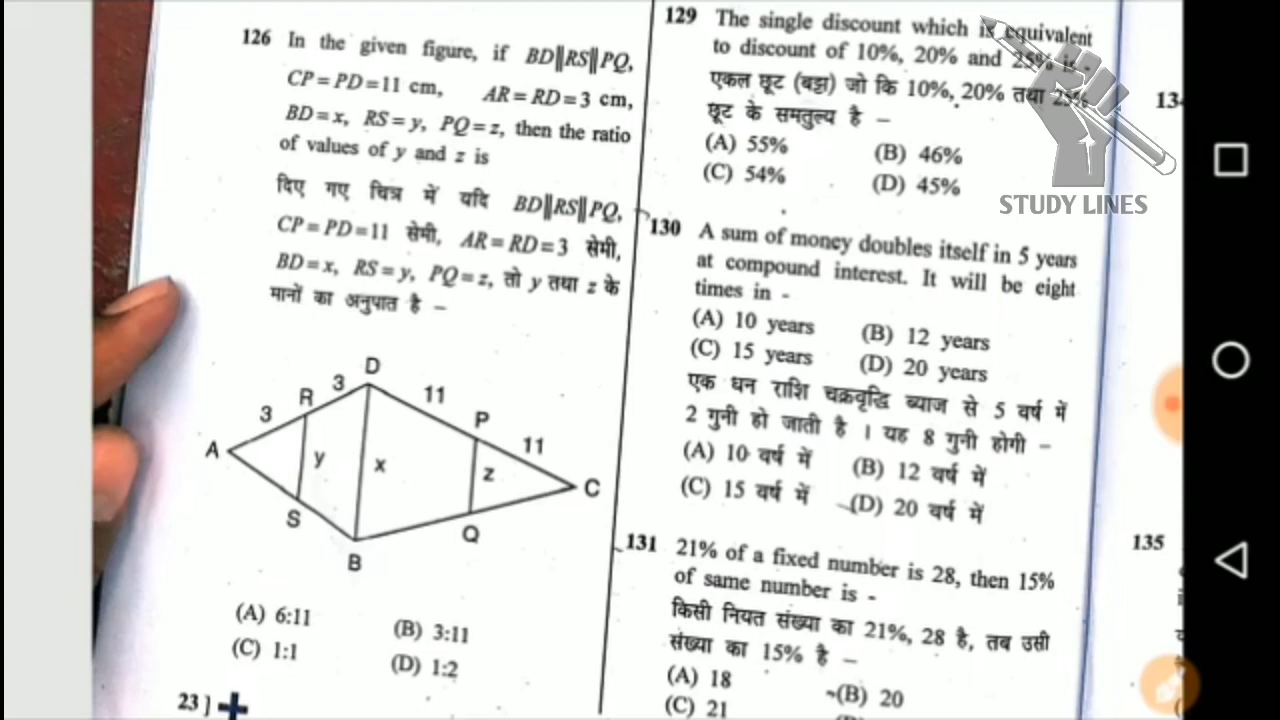 126 In the given figure, if BD||RS||PQ,
CP=PD=11 cm, AR=RD=3 cm,
BD=x, RS=y, PQ=z, then the ratio
of values of y and z is
दिए गए चित्र में यदि BD||RS||PQ,
CP=PD=11 सेमी, AR=RD=3 सेमी,
BD=x, RS=y, PQ=z, तो y तथा z के
मानों का अनुपात है –
D
3
11
R
P
3
11
A
y
x
z
C
S
Q
B
(A) 6:11
(B) 3:11
(C) 1:1
(D) 1:2
23 ]
129 The single discount which is equivalent
to discount of 10%, 20% and 25% is -
एकल छूट (बट्टा) जो कि 10%, 20% तथा 25%
छूट के समतुल्य है –
(A) 55%
(B) 46%
(C) 54%
(D) 45%
130 A sum of money doubles itself in 5 years
at compound interest. It will be eight
times in -
(A) 10 years
(B) 12 years
(C) 15 years
(D) 20 years
एक धन राशि चक्रवृद्धि ब्याज से 5 वर्ष में
2 गुनी हो जाती है । यह 8 गुनी होगी –
(A) 10 वर्ष में
(B) 12 वर्ष में
(C) 15 वर्ष में
(D) 20 वर्ष में
131 21% of a fixed number is 28, then 15%
of same number is -
किसी नियत संख्या का 21%, 28 है, तब उसी
संख्या का 15% है –
(A) 18
(B) 20
(C) 21
STUDY LINES
135